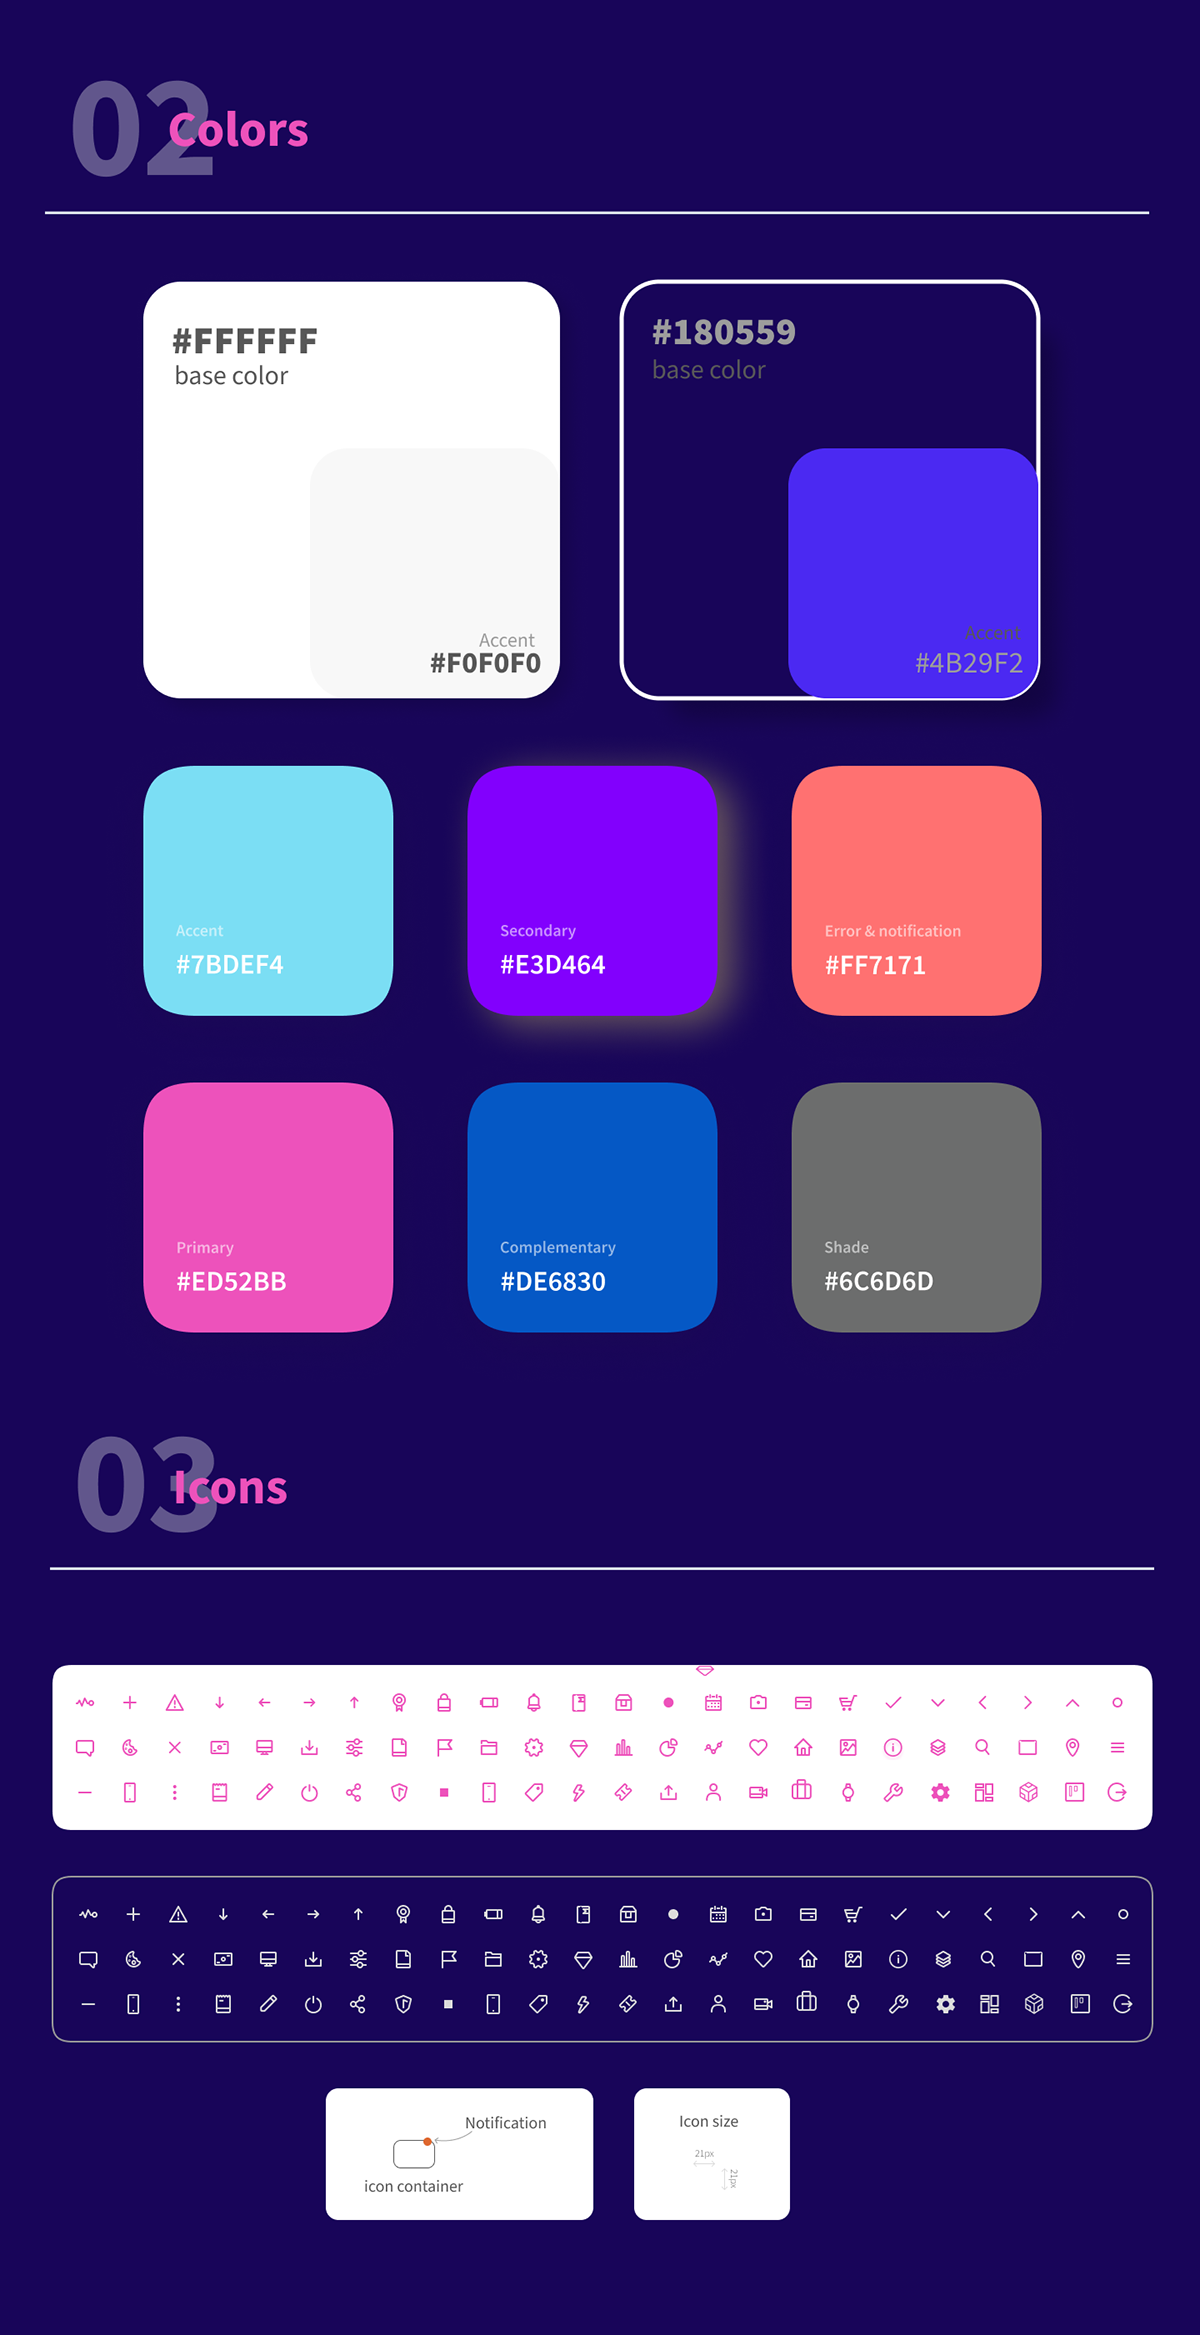 02
Colors
#FFFFFF
base color
Accent
#F0F0F0
#180559
base color
Accent
#4B29F2
Accent
#7BDEF4
Secondary
#E3D464
Error & notification
#FF7171
Primary
#ED52BB
Complementary
#DE6830
Shade
#6C6D6D
03
Icons
Notification
icon container
Icon size
21px
21px